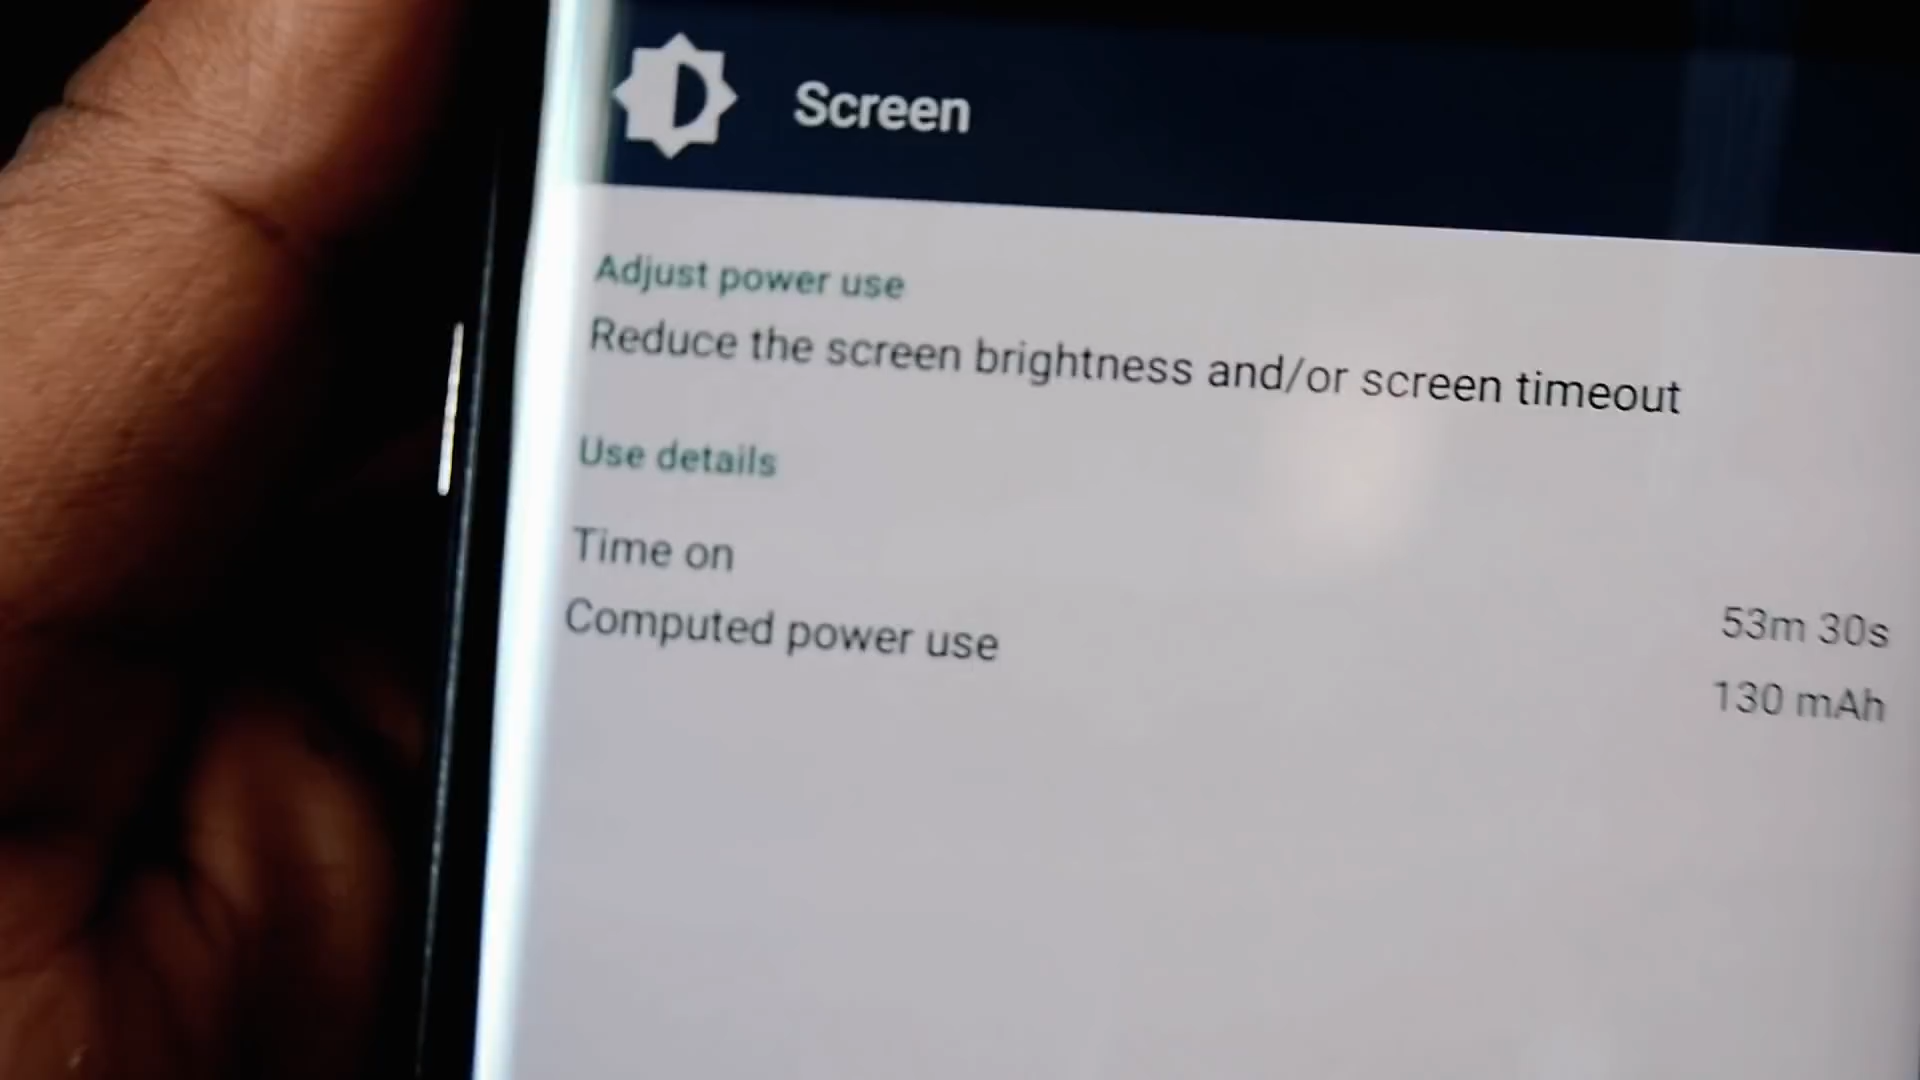 Screen
Adjust power use
Reduce the screen brightness and/or screen timeout
Use details
Time on 53m 30s
Computed power use 130 mAh